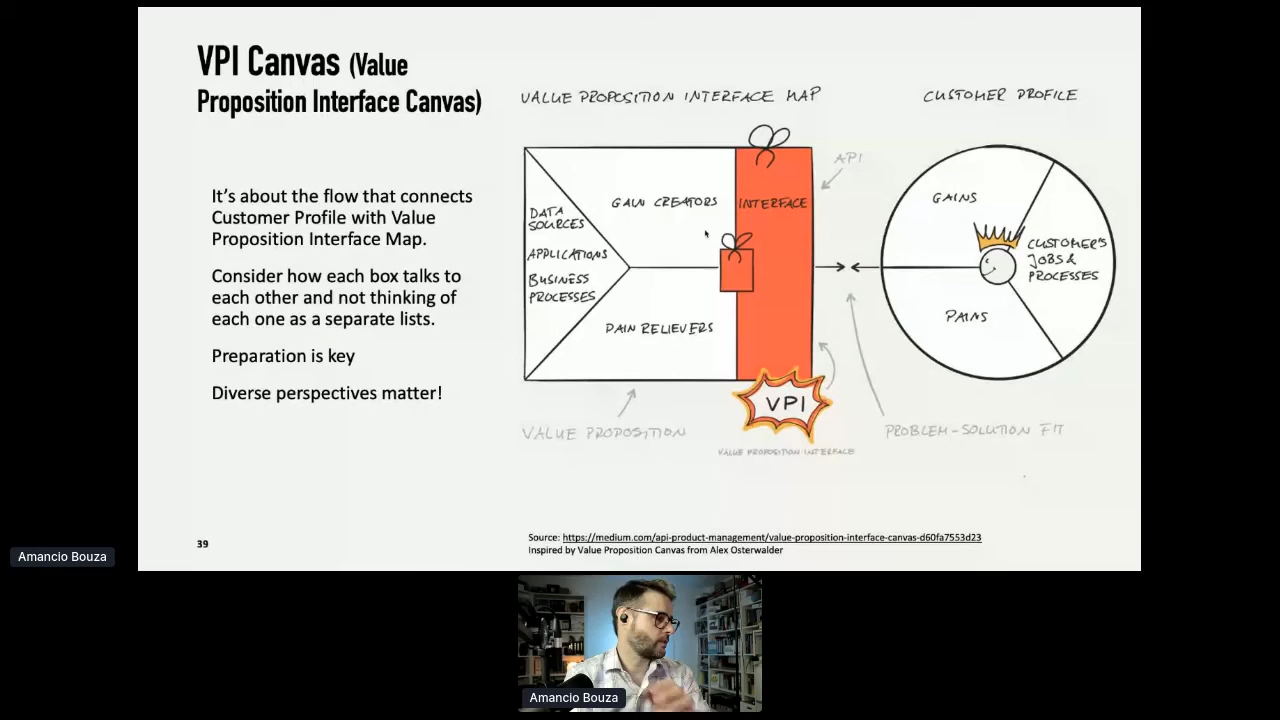 VPI Canvas (Value
Proposition Interface Canvas)
It's about the flow that connects
Customer Profile with Value
Proposition Interface Map.
Consider how each box talks to
each other and not thinking of
each one as a separate lists.
Preparation is key
Diverse perspectives matter!
VALUE PROPOSITION INTERFACE MAP
CUSTOMER PROFILE
API
GAIN CREATORS
INTERFACE
DATA
SOURCES
APPLICATIONS
BUSINESS
PROCESSES
PAIN RELIEVERS
GAINS
CUSTOMER'S
JOBS &
PROCESSES
PAINS
VPI
VALUE PROPOSITION
PROBLEM-SOLUTION FIT
VALUE PROPOSITION INTERFACE
39
Source: https://medium.com/api-product-management/value-proposition-interface-canvas-d60fa7553d23
Inspired by Value Proposition Canvas from Alex Osterwalder
Amancio Bouza
Amancio Bouza